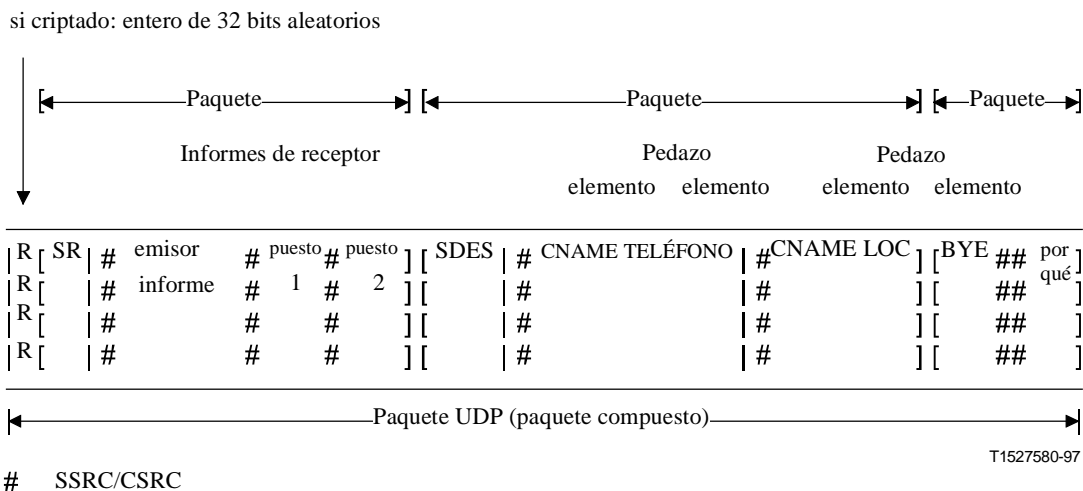 si criptado: entero de 32 bits aleatorios
[ Paquete ] [ Paquete ] [ Paquete ]
Informes de receptor Pedazo Pedazo
elemento elemento elemento elemento
|R [ SR | # emisor # puesto # puesto ] [ SDES | # CNAME TELÉFONO | # CNAME LOC ] [ BYE ## por ]
|R [ | # informe # 1 # 2 ] [ | # | # ] [ ## qué ]
|R [ | # # # ] [ | # | # ] [ ## ]
|R [ | # # # ] [ | # | # ] [ ## ]
Paquete UDP (paquete compuesto)
T1527580-97
# SSRC/CSRC